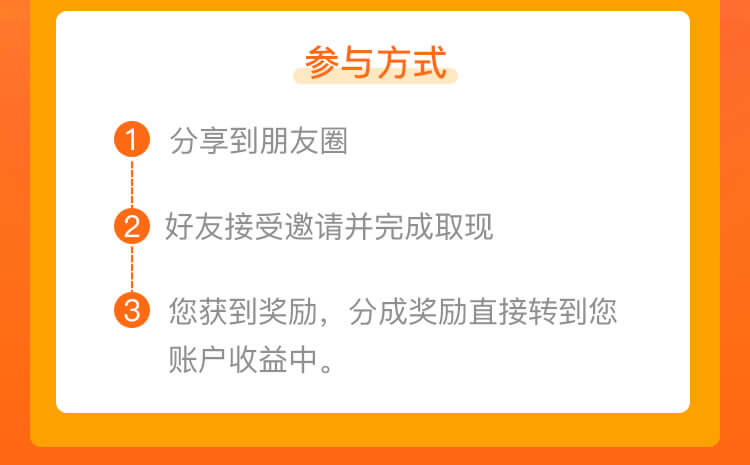 参与方式
1 分享到朋友圈
2 好友接受邀请并完成取现
3 您获到奖励，分成奖励直接转到您
账户收益中。